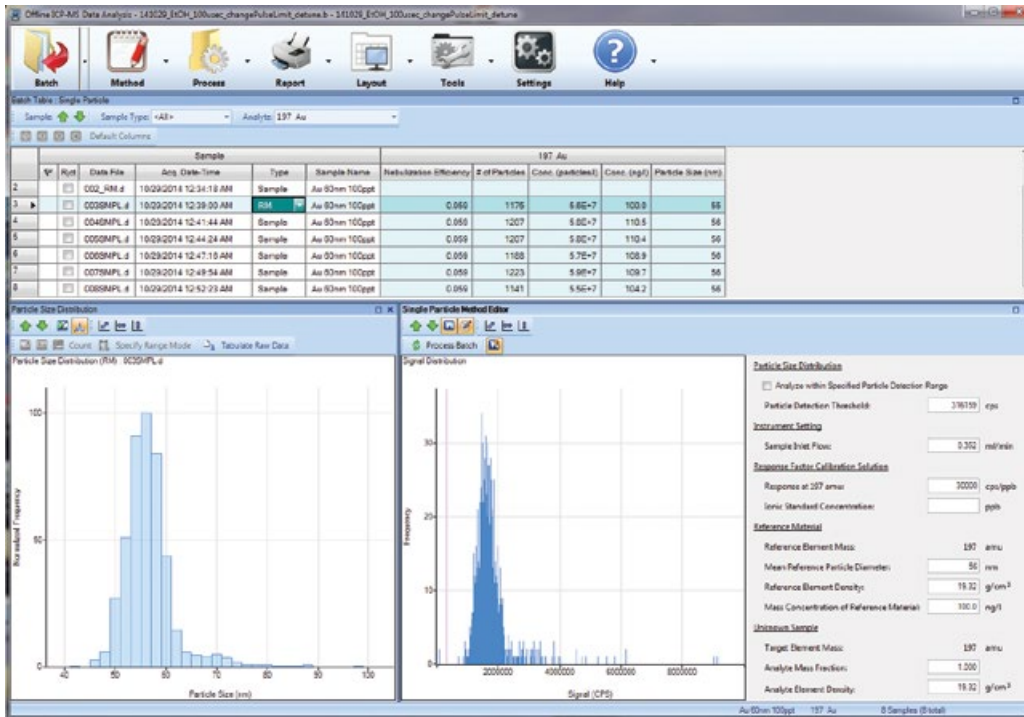 Offline ICP-MS Data Analysis - 141029_EtOH_100usec_changePulseLimit_detune.b - 141029_EtOH_100usec_changePulseLimit_detune
Batch Method Process Report Layout Tools Settings Help
Batch Table : Single Particle
Sample: Sample Type: <All> Analyte: 197 Au
Default Columns
Sample 197 Au
Rjct Data File Acq. Date-Time Type Sample Name Nebulization Efficiency # of Particles Conc. (particles/l) Conc. (ng/l) Particle Size (nm)
2 002_RM.d 10/29/2014 12:34:18 AM Sample Au 60nm 100ppt
3 003SMPL.d 10/29/2014 12:39:00 AM RM Au 60nm 100ppt 0.059 1176 100.0
4 004SMPL.d 10/29/2014 12:41:44 AM Sample Au 60nm 100ppt 0.059 1207 5.8E+7 110.5 56
5 005SMPL.d 10/29/2014 12:44:24 AM Sample Au 60nm 100ppt 0.059 1207 5.8E+7 110.4 56
6 006SMPL.d 10/29/2014 12:47:16 AM Sample Au 60nm 100ppt 0.059 1188 5.7E+7 108.9 56
7 007SMPL.d 10/29/2014 12:49:54 AM Sample Au 60nm 100ppt 0.059 1223 5.9E+7 109.7 56
8 008SMPL.d 10/29/2014 12:52:23 AM Sample Au 60nm 100ppt 0.059 1141 5.5E+7 104.2 56
Particle Size Distribution
Count Specify Range Mode Tabulate Raw Data
Particle Size Distribution (RM) : 003SMPL.d
Normalized Frequency
100
50
0
40 50 60 70 80 90 100
Particle Size (nm)
Single Particle Method Editor
Process Batch
Signal Distribution
Frequency
30
20
10
0
2000000 4000000 6000000 8000000
Signal (CPS)
Particle Size Distribution
Analyze within Specified Particle Detection Range
Particle Detection Threshold: 316159 cps
Instrument Setting
Sample Inlet Flow: 0.352 ml/min
Response Factor Calibration Solution
Response at 197 amu: 30000 cps/ppb
Ionic Standard Concentration: ppb
Reference Material
Reference Element Mass: 197 amu
Mean Reference Particle Diameter: 56 nm
Reference Element Density: 19.32 g/cm³
Mass Concentration of Reference Material: 100.0 ng/l
Unknown Sample
Target Element Mass: 197 amu
Analyte Mass Fraction: 1.000
Analyte Element Density: 19.32 g/cm³
Au 60nm 100ppt 197 Au 8 Samples (8 total)